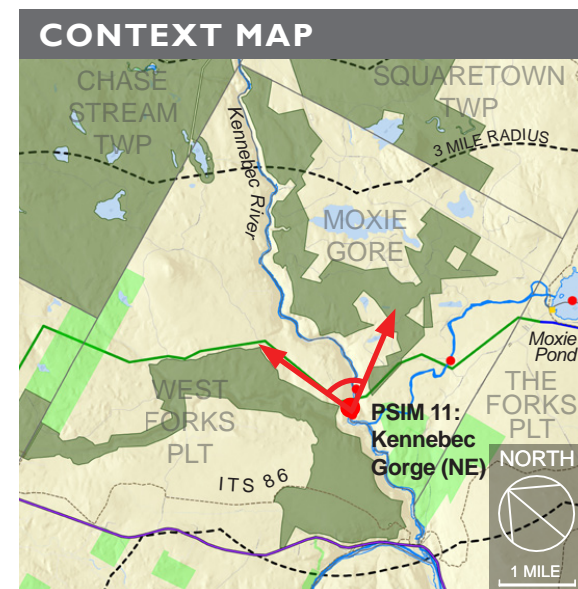 CONTEXT MAP
CHASE
STREAM
TWP
SQUARETOWN
TWP
Kennebec River
3 MILE RADIUS
MOXIE
GORE
Moxie
Pond
WEST
FORKS
PLT
PSIM 11:
Kennebec
Gorge (NE)
THE
FORKS
PLT
ITS 86
NORTH
1 MILE